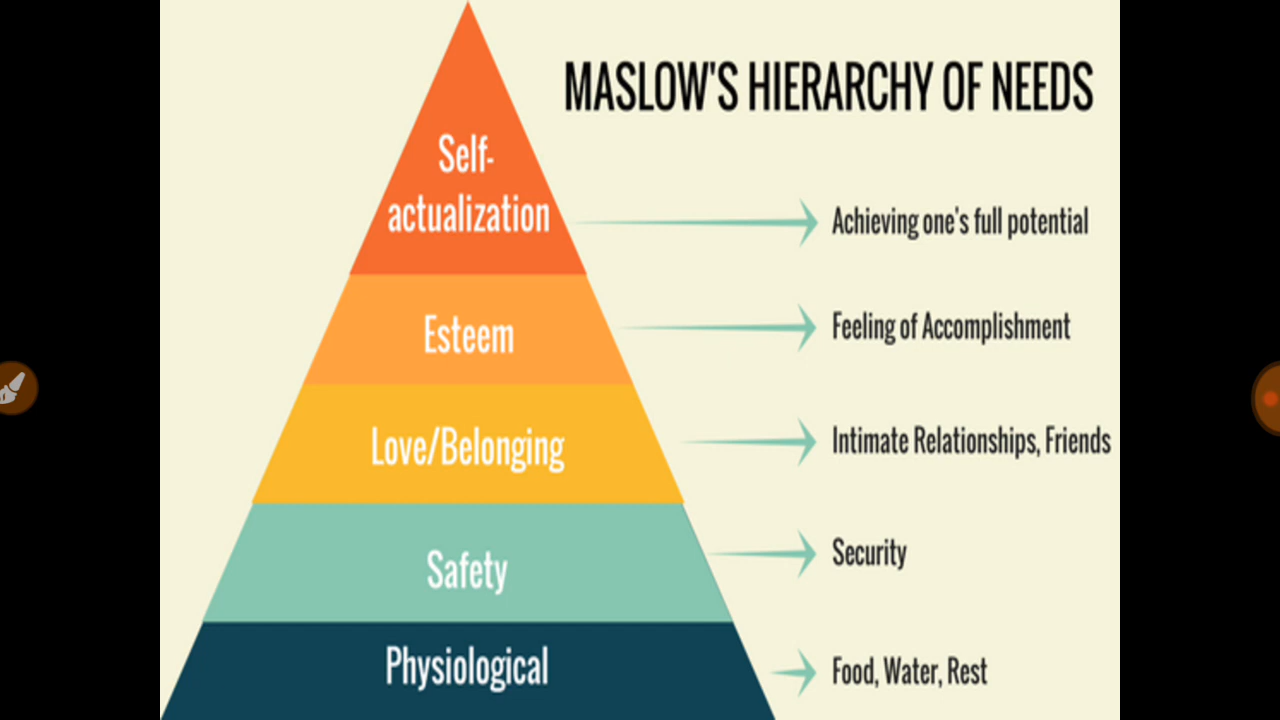 MASLOW'S HIERARCHY OF NEEDS
Self-
actualization
Achieving one's full potential
Esteem
Feeling of Accomplishment
Love/Belonging
Intimate Relationships, Friends
Safety
Security
Physiological
Food, Water, Rest